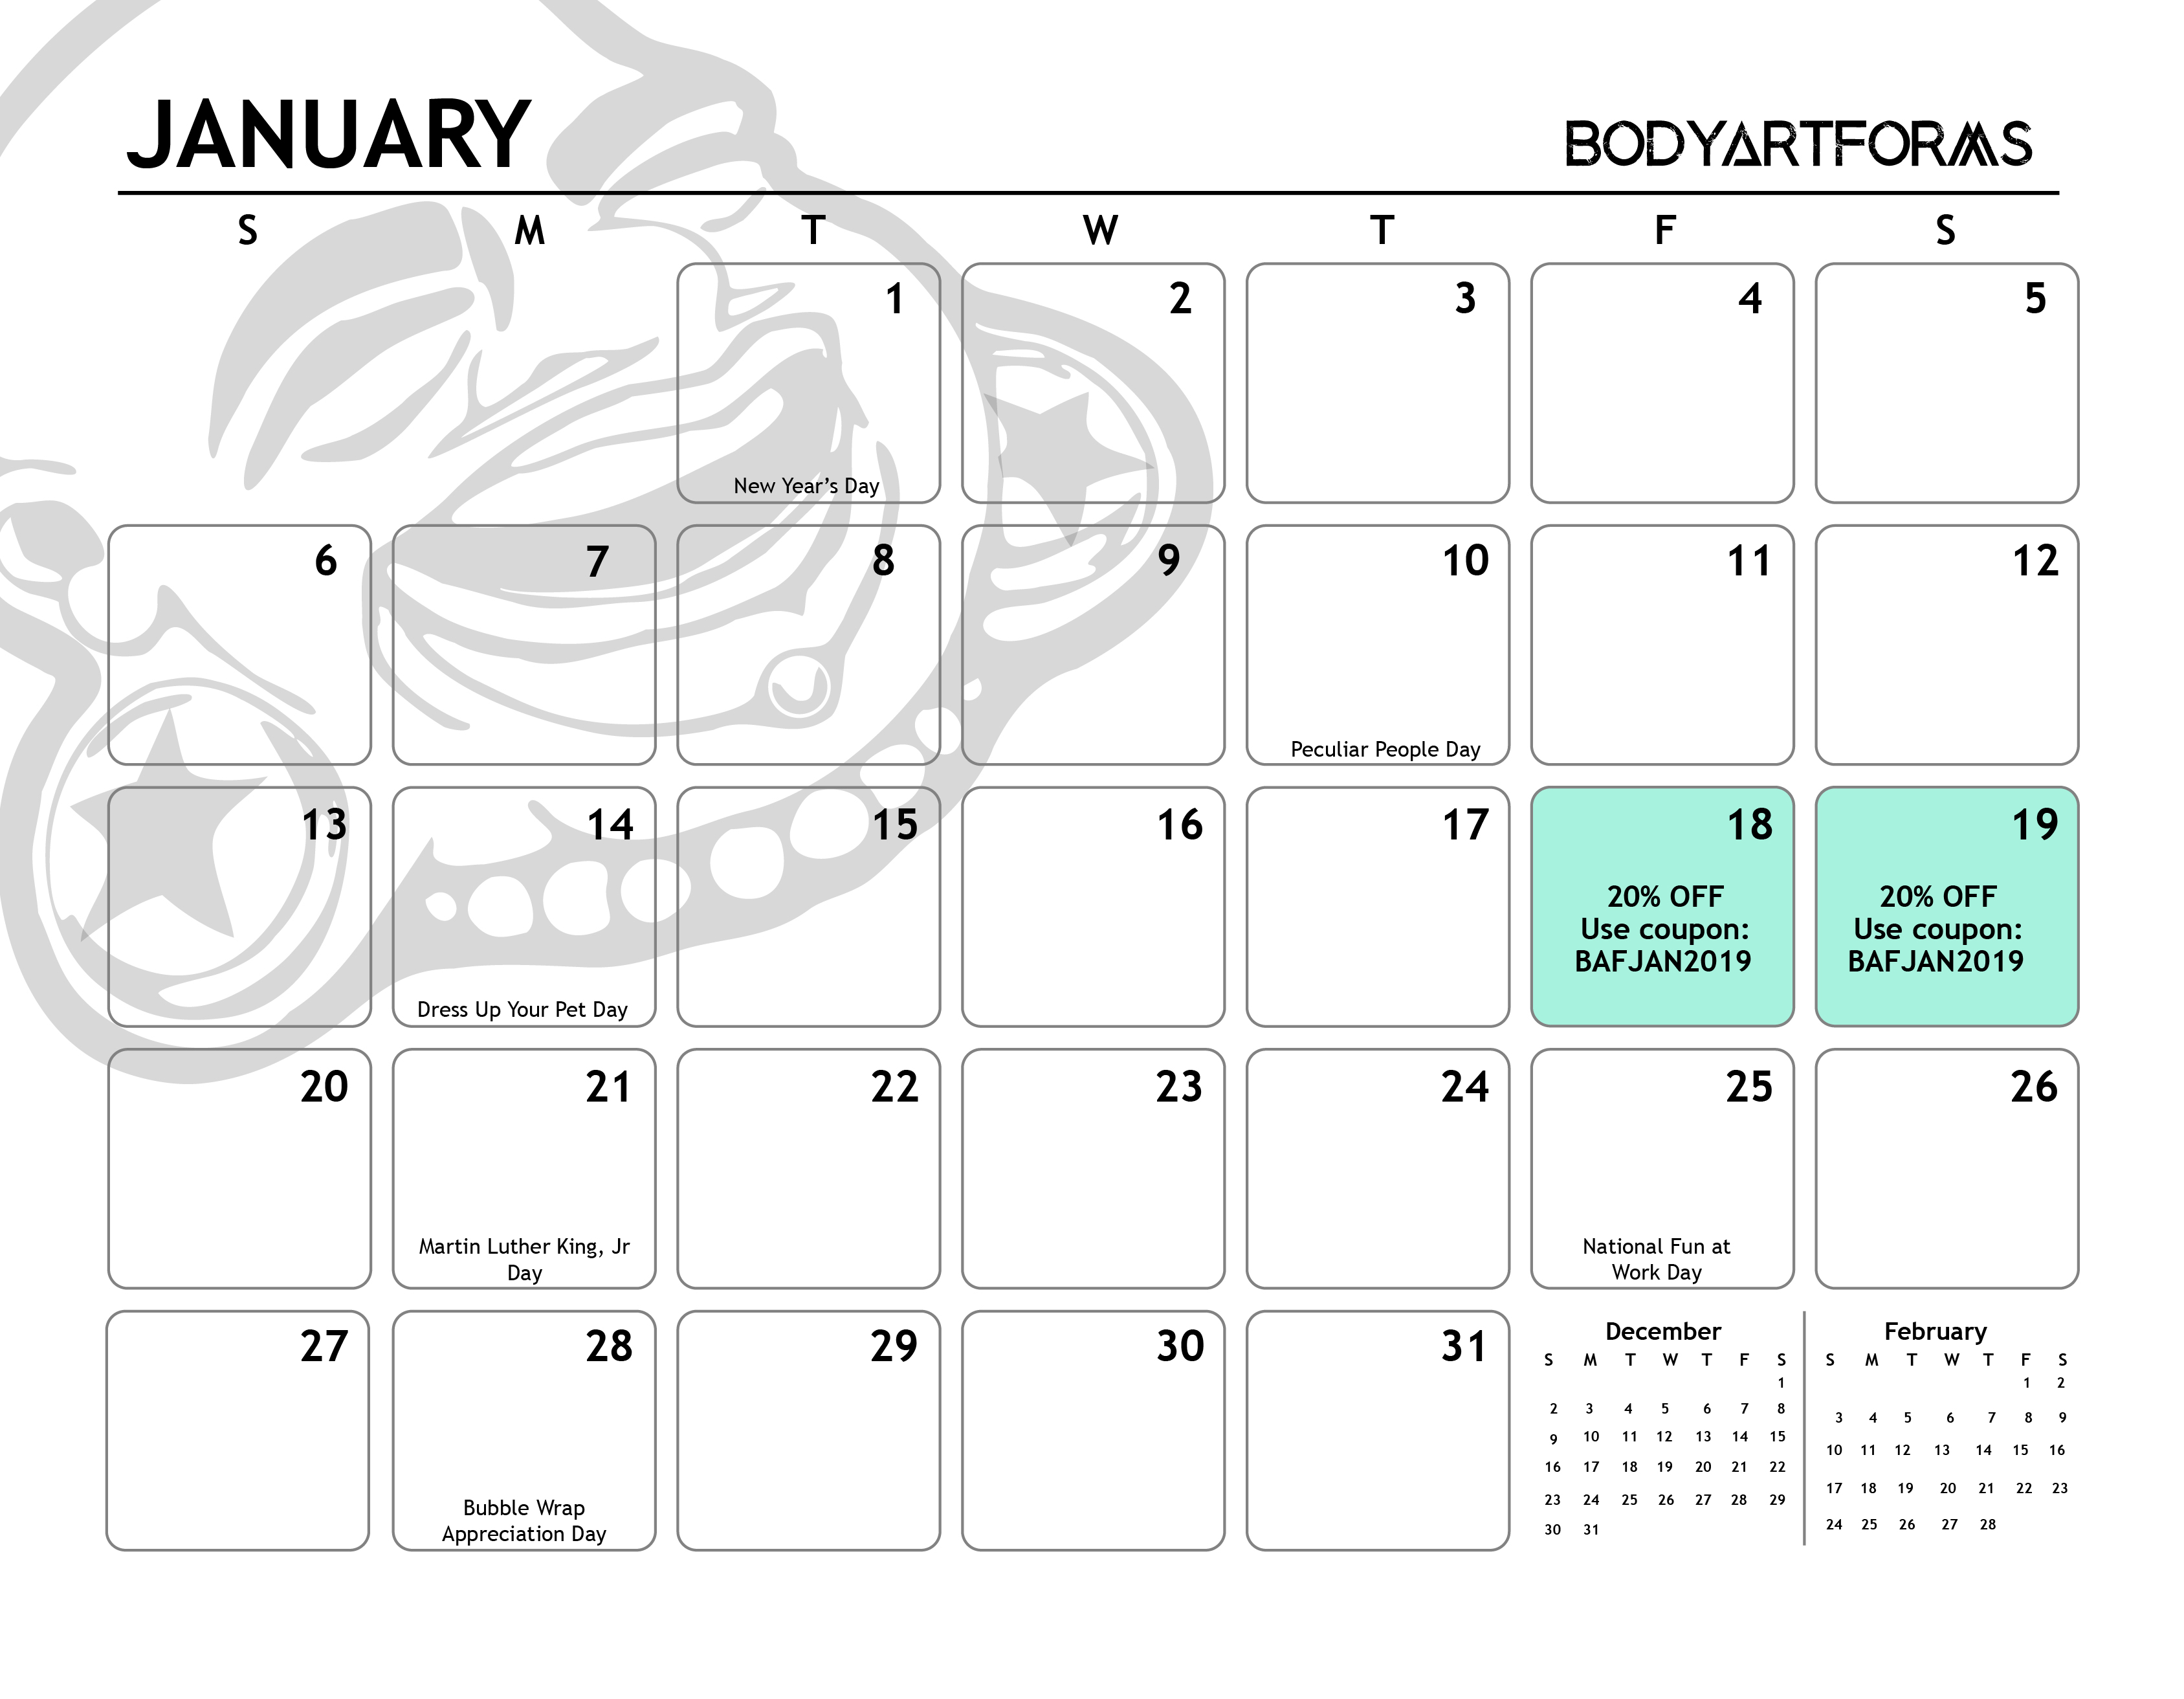 JANUARY
BODYARTFORMS
S M T W T F S
1 2 3 4 5
New Year’s Day
6 7 8 9 10 11 12
Peculiar People Day
13 14 15 16 17 18 19
20% OFF 20% OFF
Use coupon: Use coupon:
BAFJAN2019 BAFJAN2019
Dress Up Your Pet Day
20 21 22 23 24 25 26
Martin Luther King, Jr
Day
National Fun at
Work Day
27 28 29 30 31
Bubble Wrap
Appreciation Day
December
S M T W T F S
1
2 3 4 5 6 7 8
9 10 11 12 13 14 15
16 17 18 19 20 21 22
23 24 25 26 27 28 29
30 31
February
S M T W T F S
1 2
3 4 5 6 7 8 9
10 11 12 13 14 15 16
17 18 19 20 21 22 23
24 25 26 27 28